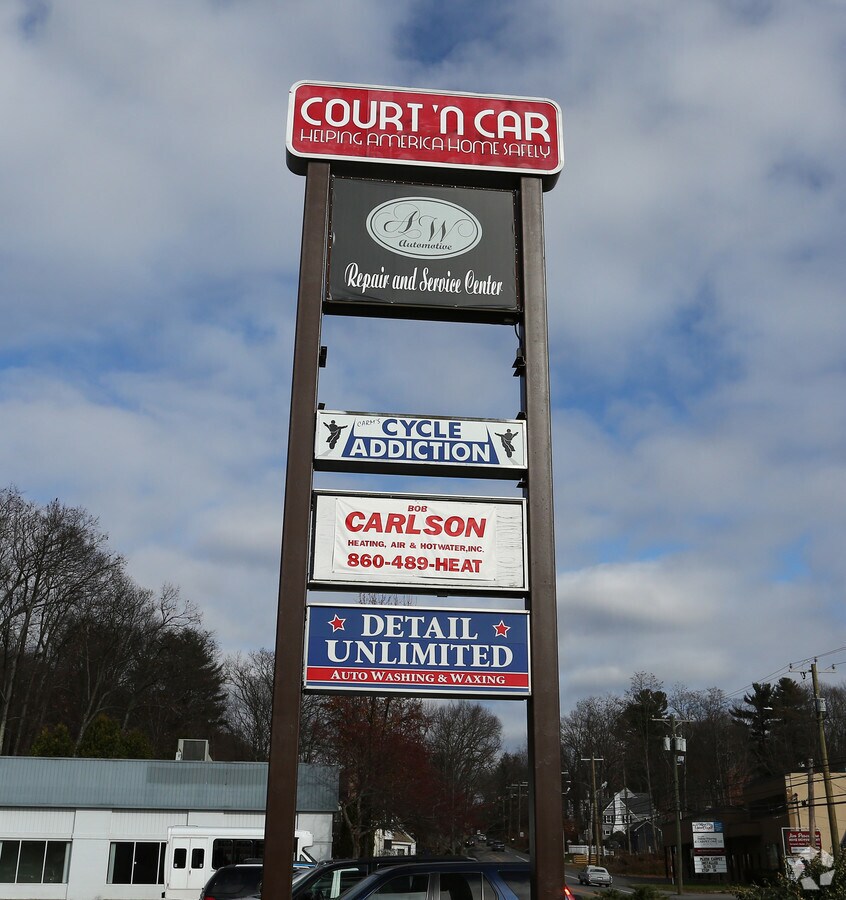 COURT 'N CAR
HELPING AMERICA HOME SAFELY
AW
Automotive
Repair and Service Center
CARM'S
CYCLE
ADDICTION
BOB
CARLSON
HEATING, AIR & HOTWATER,INC.
860-489-HEAT
DETAIL
UNLIMITED
AUTO WASHING & WAXING